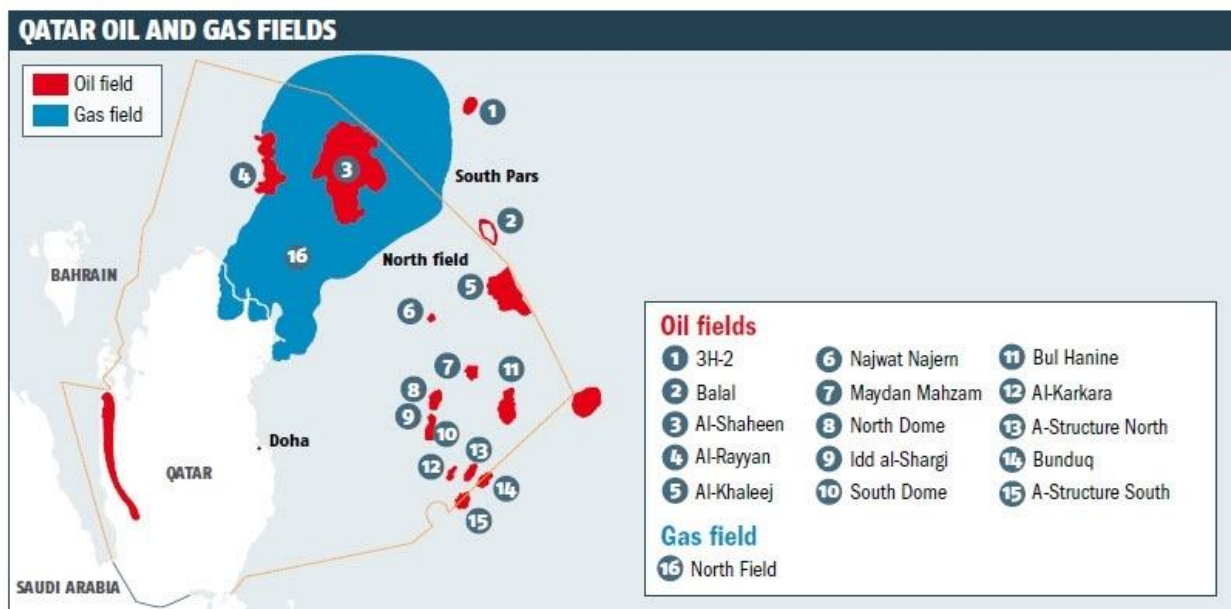 QATAR OIL AND GAS FIELDS
Oil field
Gas field
1
4
3
South Pars
2
16
North field
BAHRAIN
5
6
7
11
8
9
10
Doha
13
12
QATAR
14
15
SAUDI ARABIA
Oil fields
1 3H-2
2 Balal
3 Al-Shaheen
4 Al-Rayyan
5 Al-Khaleej
6 Najwat Najern
7 Maydan Mahzam
8 North Dome
9 Idd al-Shargi
10 South Dome
11 Bul Hanine
12 Al-Karkara
13 A-Structure North
14 Bunduq
15 A-Structure South
Gas field
16 North Field